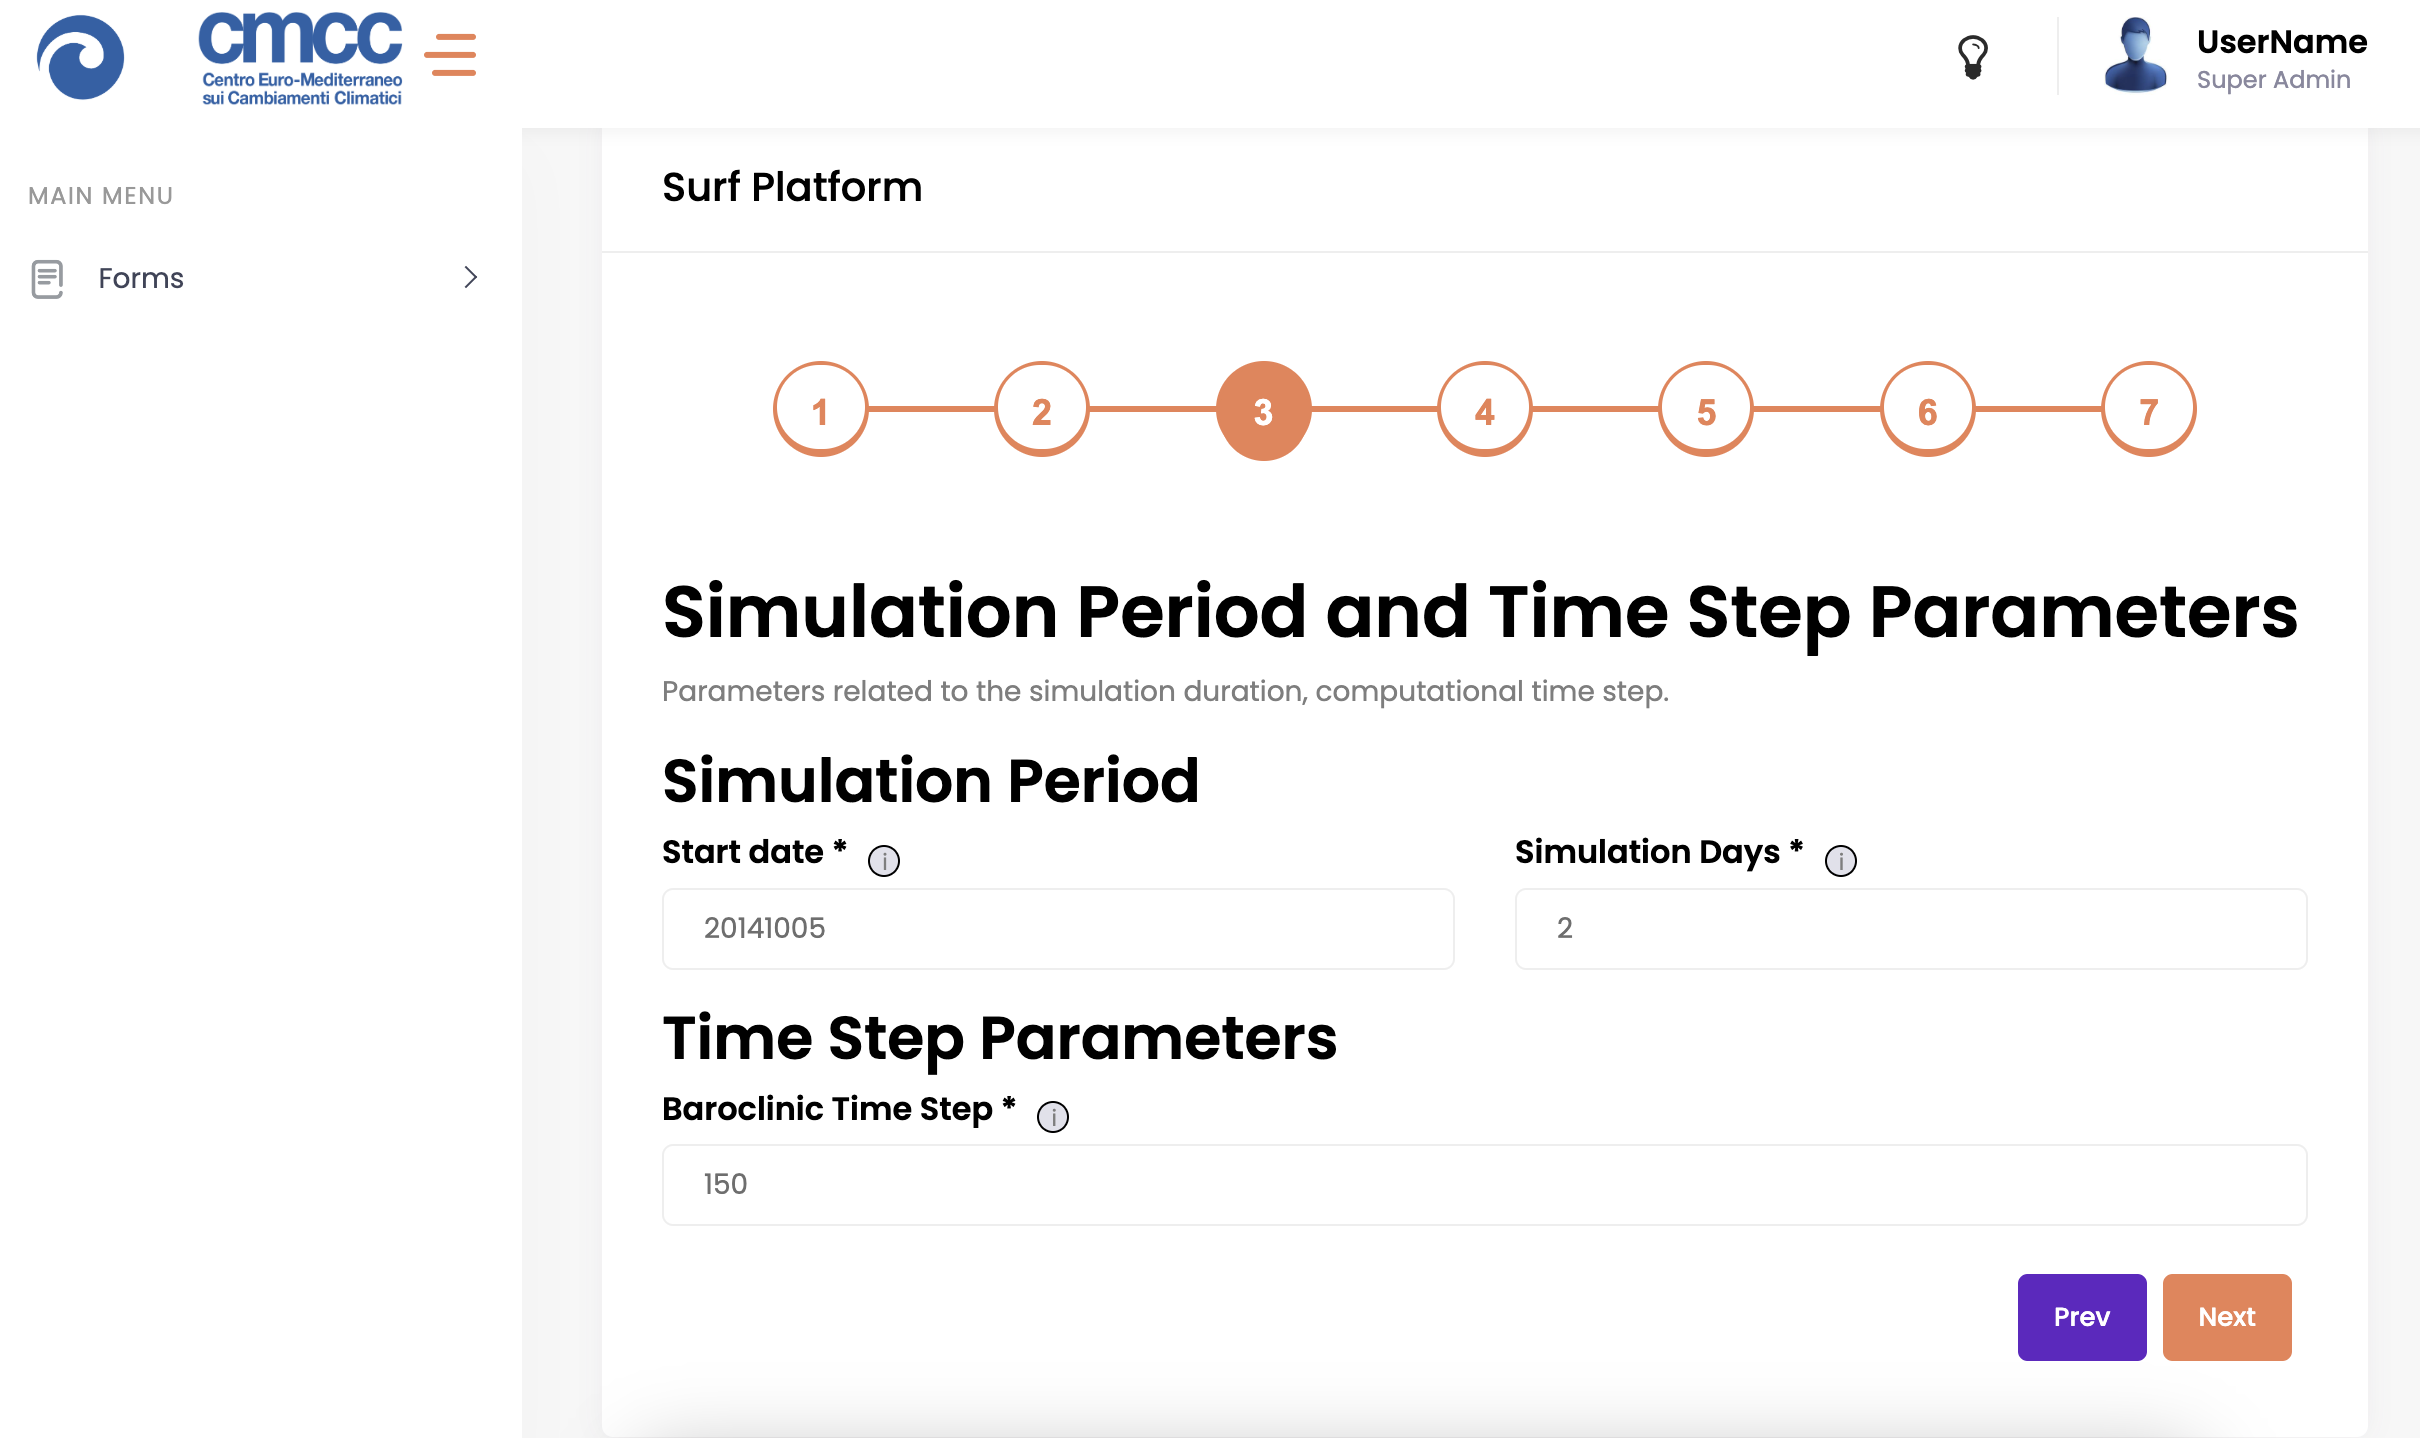 cmcc
Centro Euro-Mediterraneo
sui Cambiamenti Climatici
UserName
Super Admin
MAIN MENU
Forms
Surf Platform
1 2 3 4 5 6 7
Simulation Period and Time Step Parameters
Parameters related to the simulation duration, computational time step.
Simulation Period
Start date * i
Simulation Days * i
20141005
2
Time Step Parameters
Baroclinic Time Step * i
150
Prev
Next